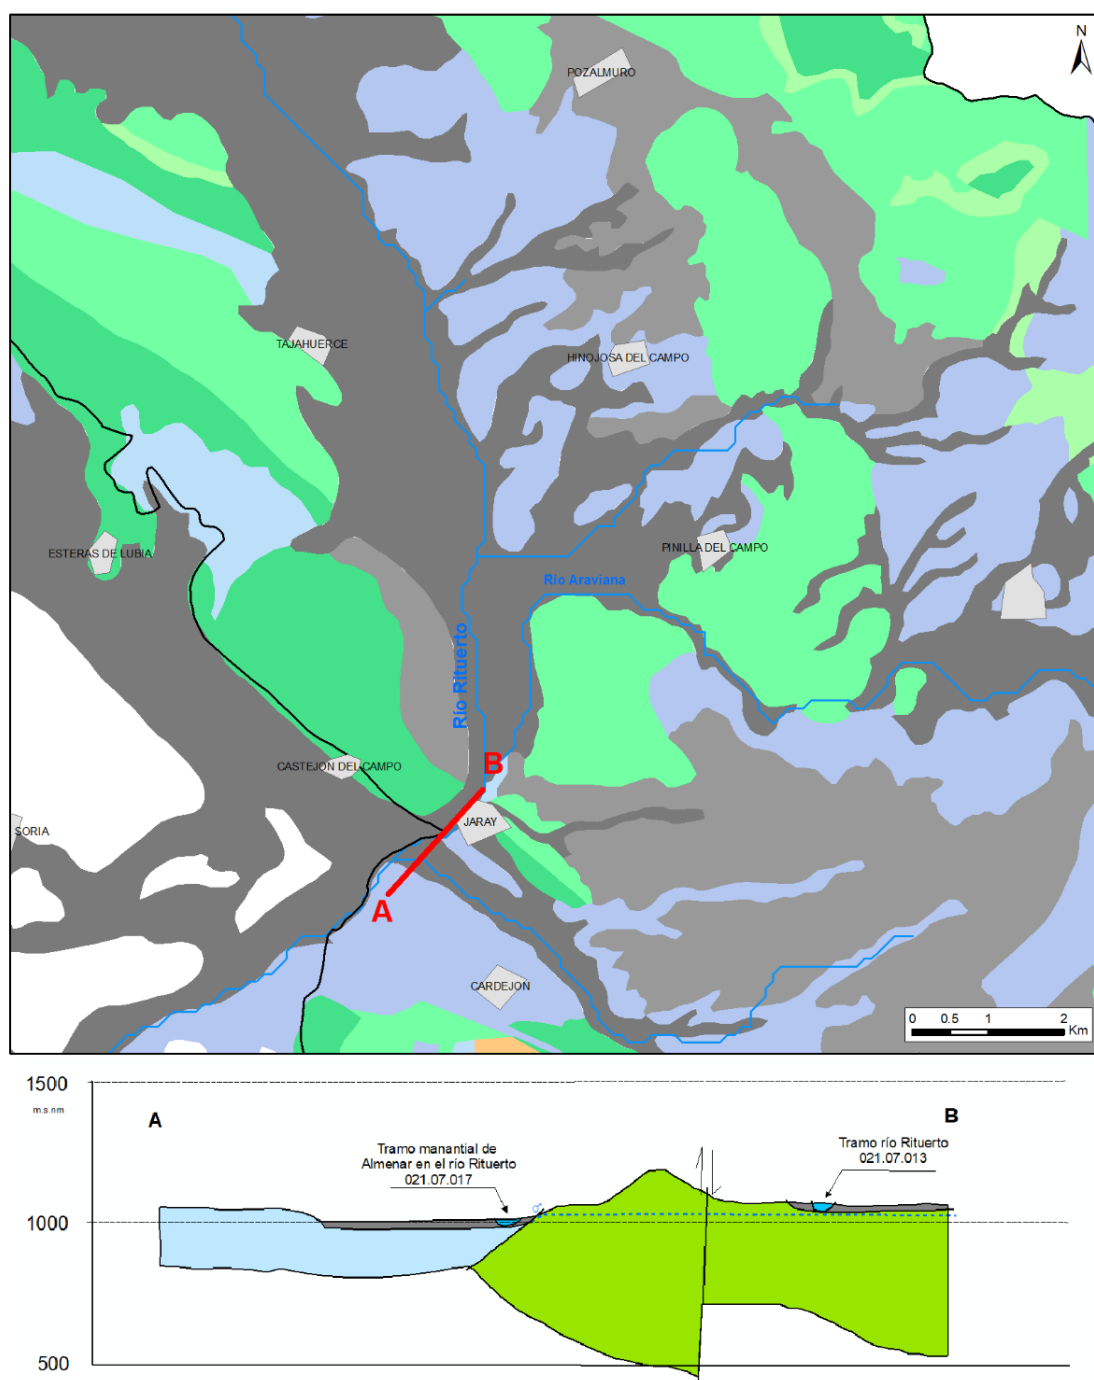 N
POZALMURO
TAJAHUERCE
HINOJOSA DEL CAMPO
ESTERAS DE LUBIA
PINILLA DEL CAMPO
Río Araviana
Río Rituerto
B
CASTEJON DEL CAMPO
JARAY
SORIA
A
CARDEJON
0 0.5 1 2
Km
1500
m.s.nm
A
B
Tramo manantial de
Almenar en el río Rituerto
021.07.017
Tramo río Rituerto
021.07.013
1000
500